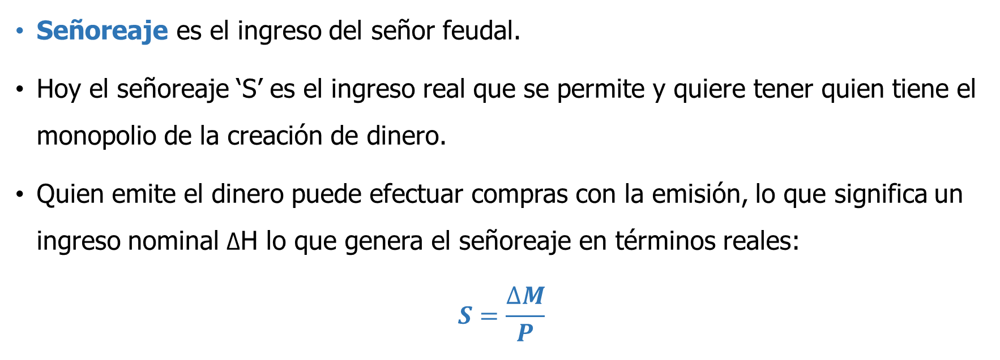 • Señoreaje es el ingreso del señor feudal.
• Hoy el señoreaje ‘S’ es el ingreso real que se permite y quiere tener quien tiene el
monopolio de la creación de dinero.
• Quien emite el dinero puede efectuar compras con la emisión, lo que significa un
ingreso nominal ΔH lo que genera el señoreaje en términos reales:
S = ΔM / P